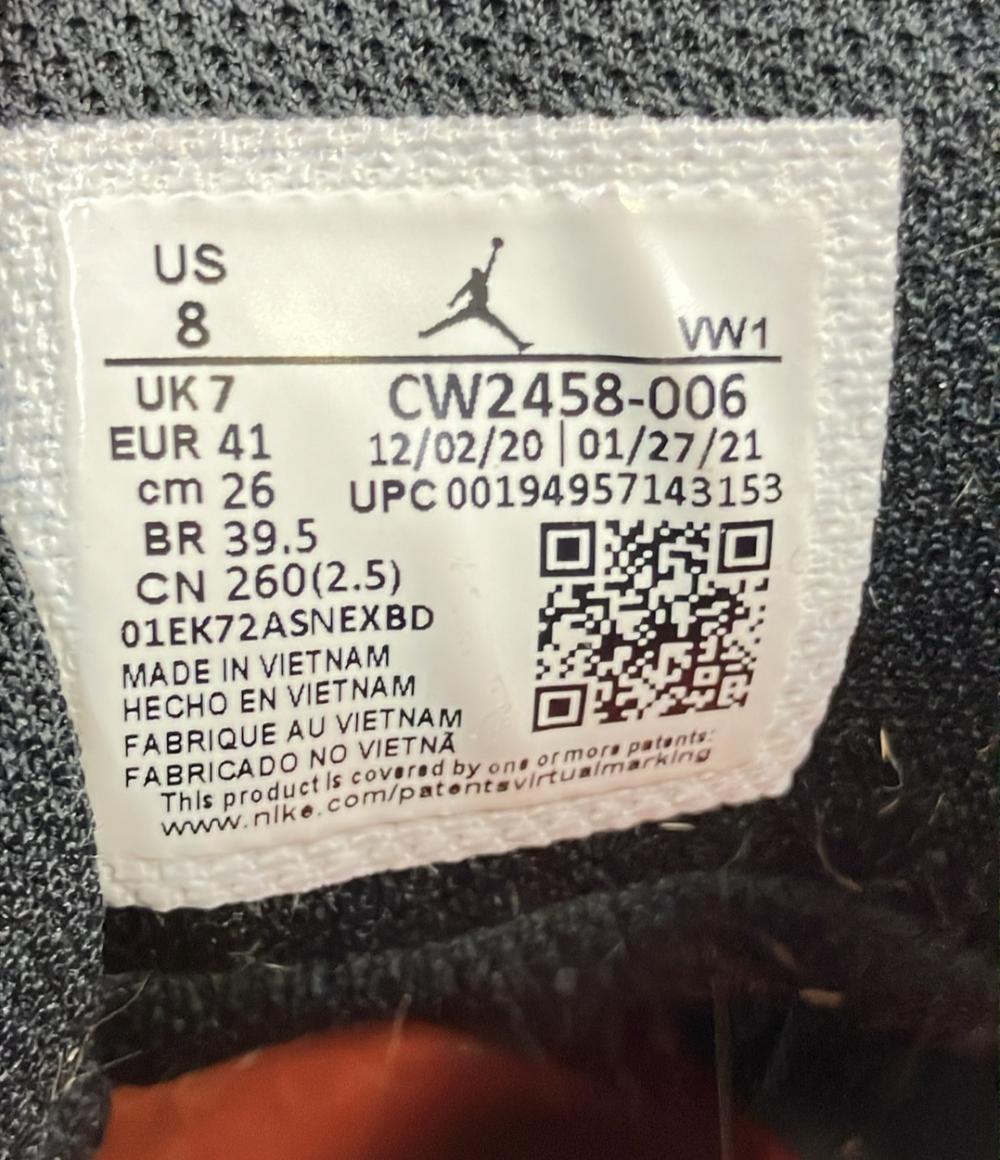 US
8
VW1
UK 7
CW2458-006
EUR 41
12/02/20 | 01/27/21
cm 26
UPC 00194957143153
BR 39.5
CN 260(2.5)
01EK72ASNEXBD
MADE IN VIETNAM
HECHO EN VIETNAM
FABRIQUE AU VIETNAM
FABRICADO NO VIETNÃ
This product is covered by one or more patents:
www.nike.com/patentsvirtualmarking